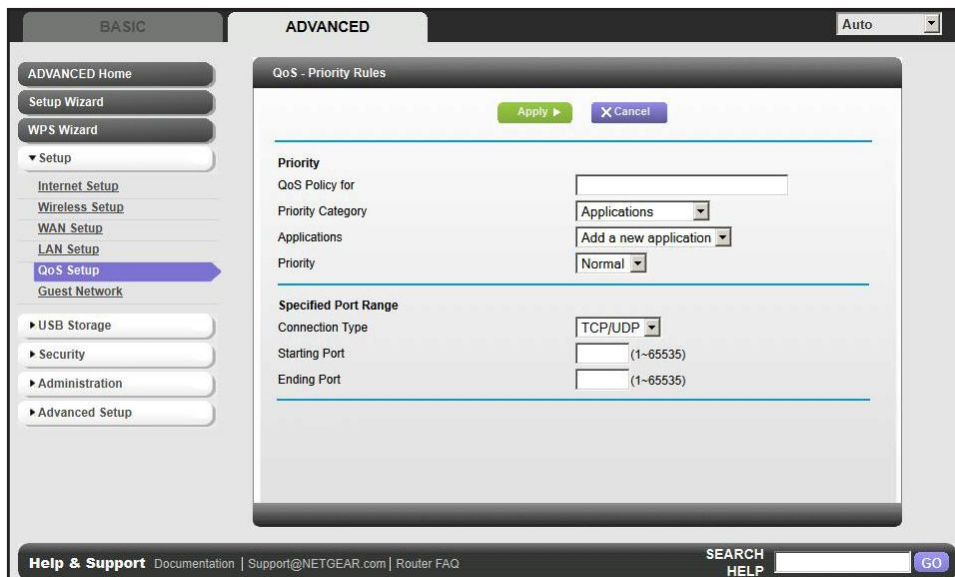 BASIC
ADVANCED
Auto
ADVANCED Home
Setup Wizard
WPS Wizard
▼ Setup
Internet Setup
Wireless Setup
WAN Setup
LAN Setup
QoS Setup
Guest Network
▶ USB Storage
▶ Security
▶ Administration
▶ Advanced Setup
QoS - Priority Rules
Apply ▶
X Cancel
Priority
QoS Policy for
Priority Category
Applications
Applications
Add a new application
Priority
Normal
Specified Port Range
Connection Type
TCP/UDP
Starting Port
(1~65535)
Ending Port
(1~65535)
Help & Support Documentation | Support@NETGEAR.com | Router FAQ
SEARCH HELP
GO